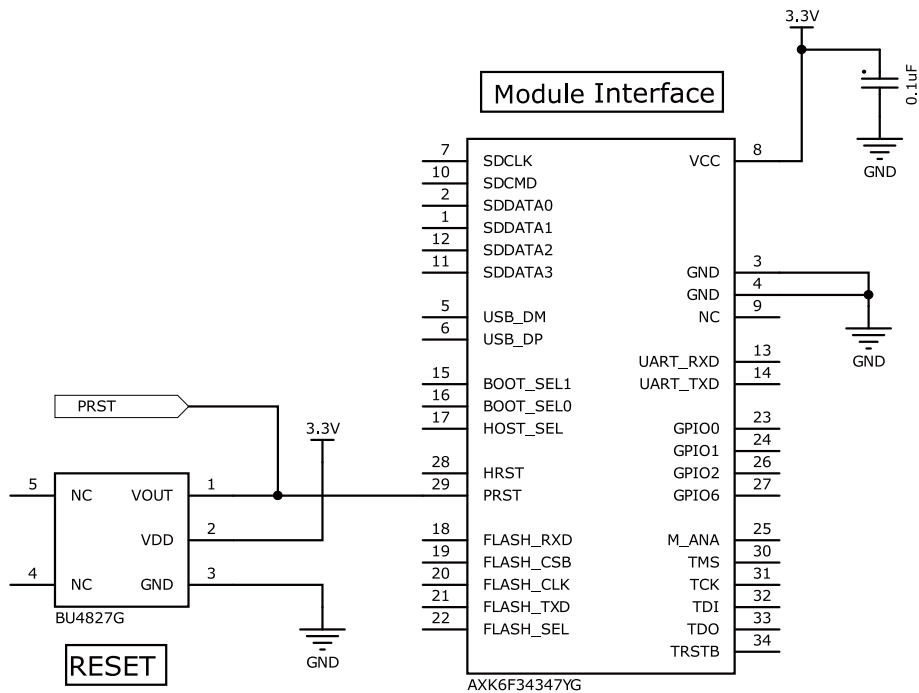 3.3V
0.1uF
GND
Module Interface
7 SDCLK VCC 8
10 SDCMD
2 SDDATA0
1 SDDATA1
12 SDDATA2
11 SDDATA3 GND 3
GND 4
5 USB_DM NC 9
6 USB_DP
GND
UART_RXD 13
15 BOOT_SEL1 UART_TXD 14
16 BOOT_SEL0
17 HOST_SEL GPIO0 23
GPIO1 24
28 HRST GPIO2 26
29 PRST GPIO6 27
18 FLASH_RXD M_ANA 25
19 FLASH_CSB TMS 30
20 FLASH_CLK TCK 31
21 FLASH_TXD TDI 32
22 FLASH_SEL TDO 33
TRSTB 34
AXK6F34347YG
PRST
3.3V
5 NC VOUT 1
VDD 2
4 NC GND 3
BU4827G
GND
RESET